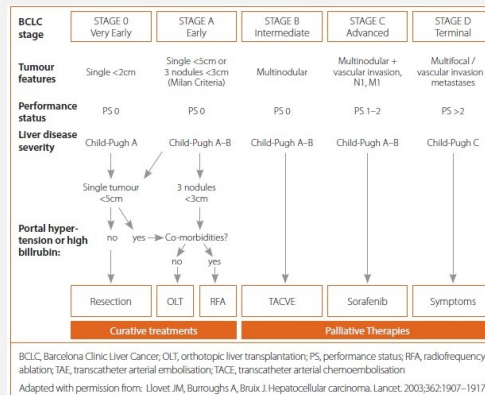 BCLC stage
STAGE 0 Very Early
STAGE A Early
STAGE B Intermediate
STAGE C Advanced
STAGE D Terminal
Tumour features
Single <2cm
Single <5cm or
3 nodules <3cm
(Milan Criteria)
Multinodular
Multinodular +
vascular invasion,
N1, M1
Multifocal /
vascular invasion
metastases
Performance status
PS 0
PS 0
PS 0
PS 1–2
PS >2
Liver disease severity
Child-Pugh A
Child-Pugh A–B
Child-Pugh A–B
Child-Pugh A–B
Child-Pugh C
Single tumour
<5cm
3 nodules
<3cm
Portal hyper-
tension or high
billrubin:
no
yes
Co-morbidities?
no
yes
Resection
OLT
RFA
TACVE
Sorafenib
Symptoms
Curative treatments
Palliative Therapies
BCLC, Barcelona Clinic Liver Cancer; OLT, orthotopic liver transplantation; PS, performance status; RFA, radiofrequency
ablation; TAE, transcatheter arterial embolisation; TACE, transcatheter arterial chemoembolisation
Adapted with permission from: Llovet JM, Burroughs A, Bruix J. Hepatocellular carcinoma. Lancet. 2003;362:1907–1917